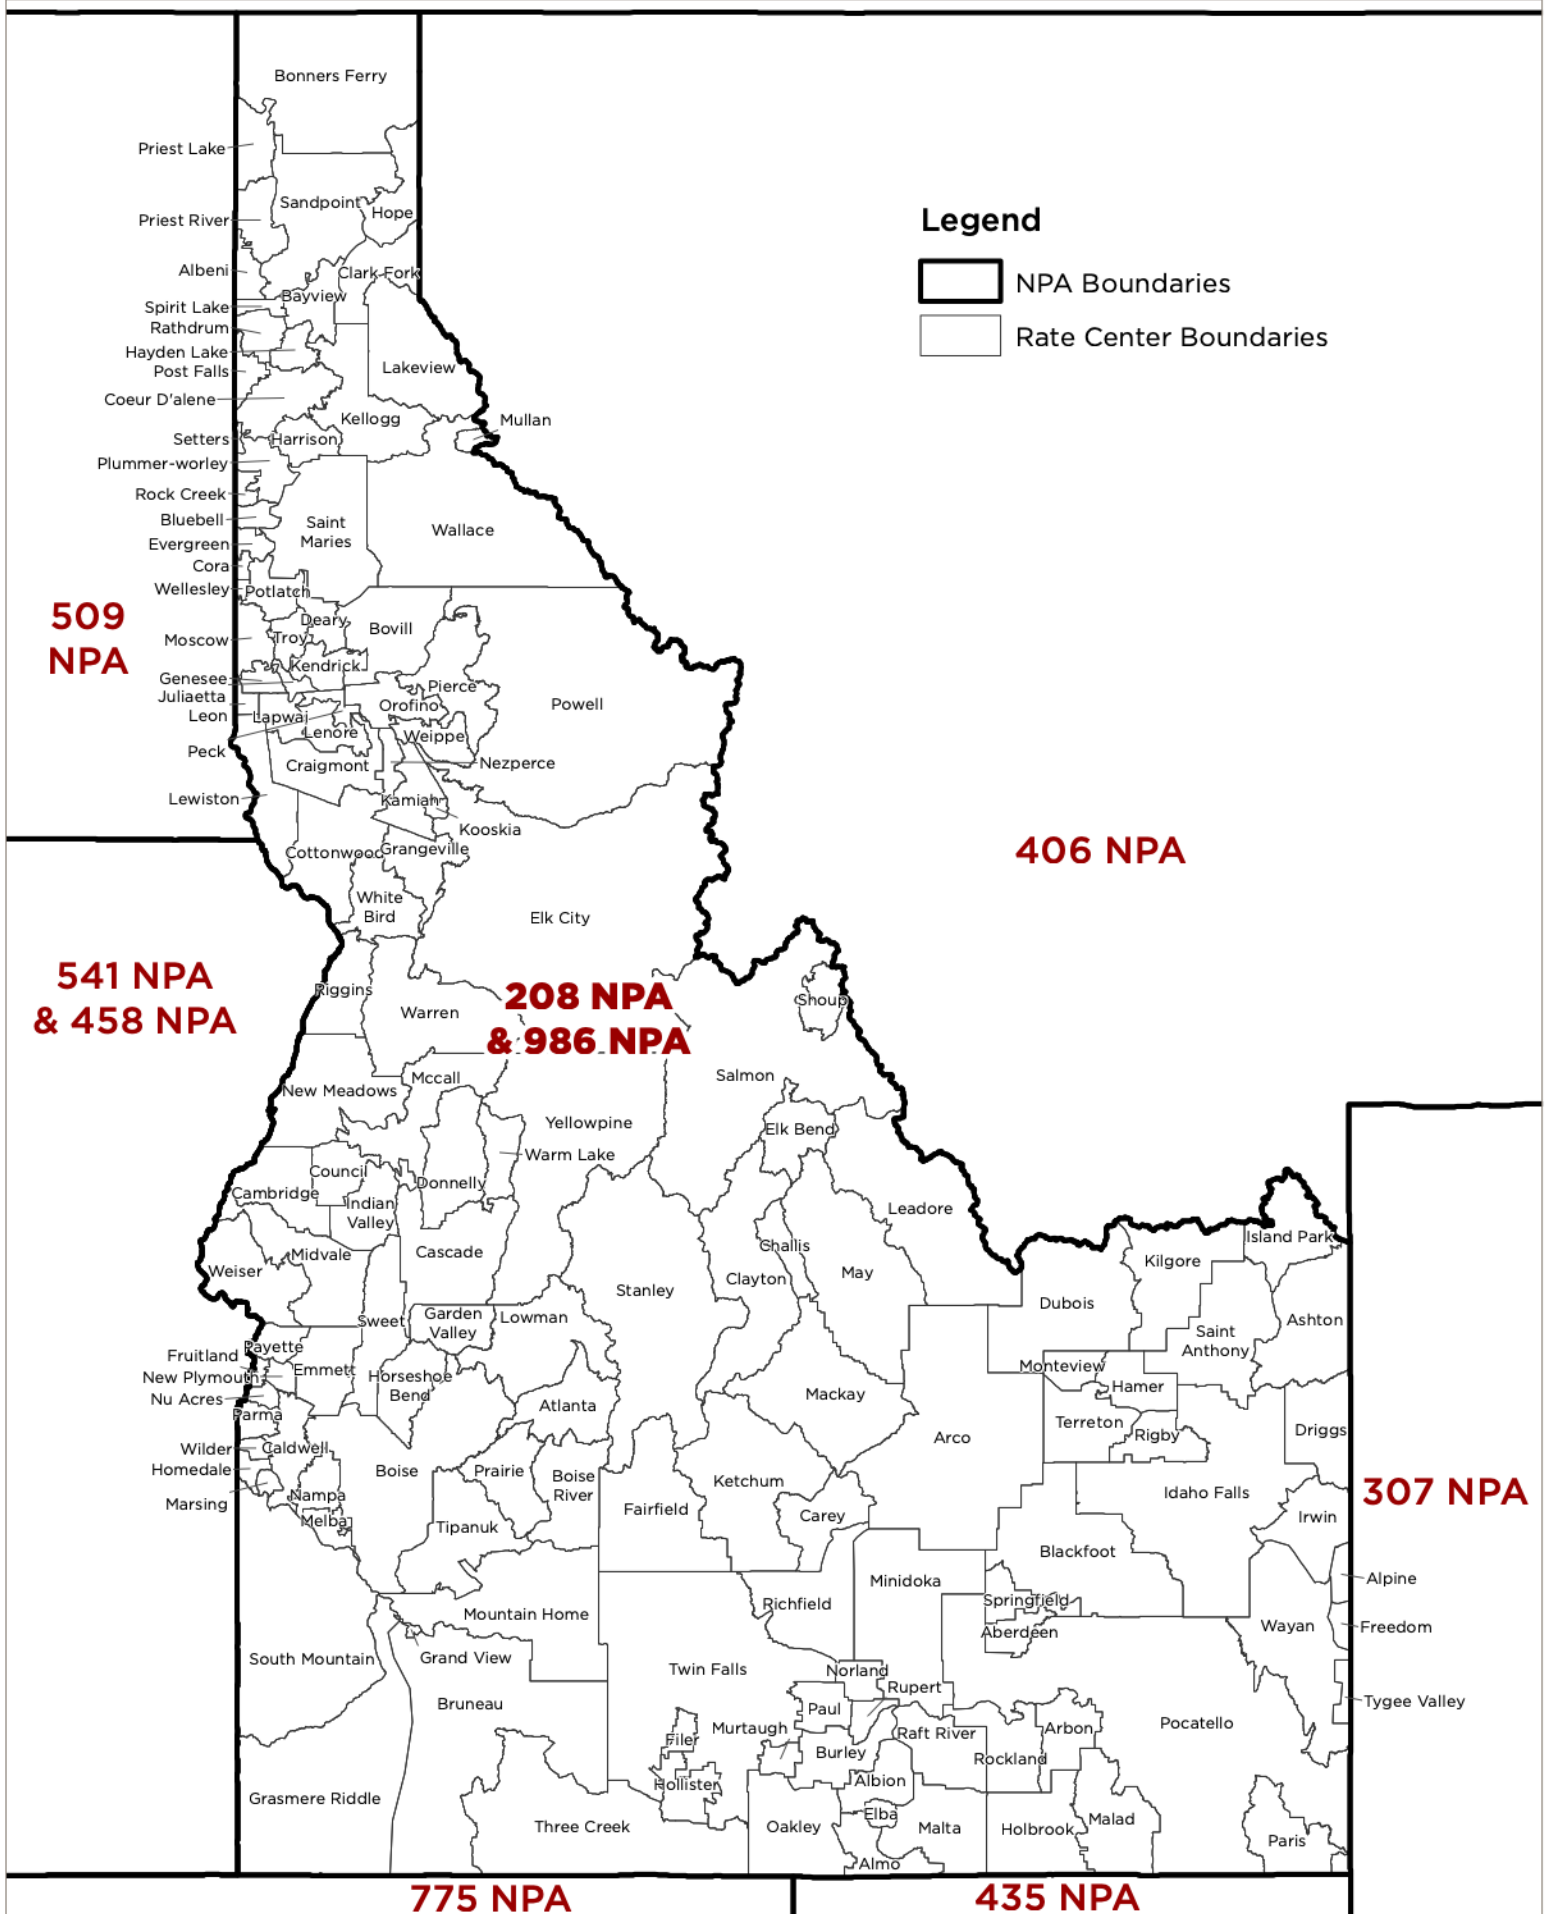 Bonners Ferry
Priest Lake
Sandpoint
Hope
Priest River
Legend
Albeni
Clark Fork
NPA Boundaries
Bayview
Spirit Lake
Rathdrum
Rate Center Boundaries
Hayden Lake
Post Falls
Lakeview
Coeur D'alene
Kellogg
Mullan
Setters
Harrison
Plummer-worley
Rock Creek
Bluebell
Saint
Maries
Wallace
Evergreen
Cora
Wellesley
Potlatch
509
NPA
Deary
Bovill
Moscow
Troy
Kendrick
Genesee
Juliaetta
Pierce
Orofino
Powell
Leon
Lapwai
Lenore
Weippe
Peck
Craigmont
Nezperce
Lewiston
Kamiah
Kooskia
Cottonwood
Grangeville
406 NPA
White
Bird
Elk City
541 NPA
& 458 NPA
Riggins
208 NPA
& 986 NPA
Shoup
Warren
Salmon
Mccall
New Meadows
Yellowpine
Elk Bend
Warm Lake
Council
Donnelly
Cambridge
Indian
Valley
Leadore
Island Park
Challis
Cascade
Midvale
Kilgore
Weiser
May
Clayton
Stanley
Dubois
Garden
Valley
Lowman
Sweet
Ashton
Saint
Anthony
Payette
Fruitland
Monteview
Emmett
New Plymouth
Horseshoe
Bend
Hamer
Nu Acres
Mackay
Atlanta
Parma
Terreton
Driggs
Rigby
Arco
Wilder
Caldwell
Homedale
Boise
Prairie
Boise
River
Ketchum
Idaho Falls
307 NPA
Marsing
Nampa
Fairfield
Carey
Irwin
Melba
Tipanuk
Blackfoot
Alpine
Minidoka
Springfield
Richfield
Mountain Home
Wayan
Freedom
Aberdeen
South Mountain
Grand View
Twin Falls
Norland
Rupert
Bruneau
Tygee Valley
Paul
Pocatello
Murtaugh
Arbon
Raft River
Filer
Burley
Rockland
Albion
Hollister
Grasmere Riddle
Elba
Malad
Three Creek
Oakley
Malta
Holbrook
Paris
Almo
775 NPA
435 NPA